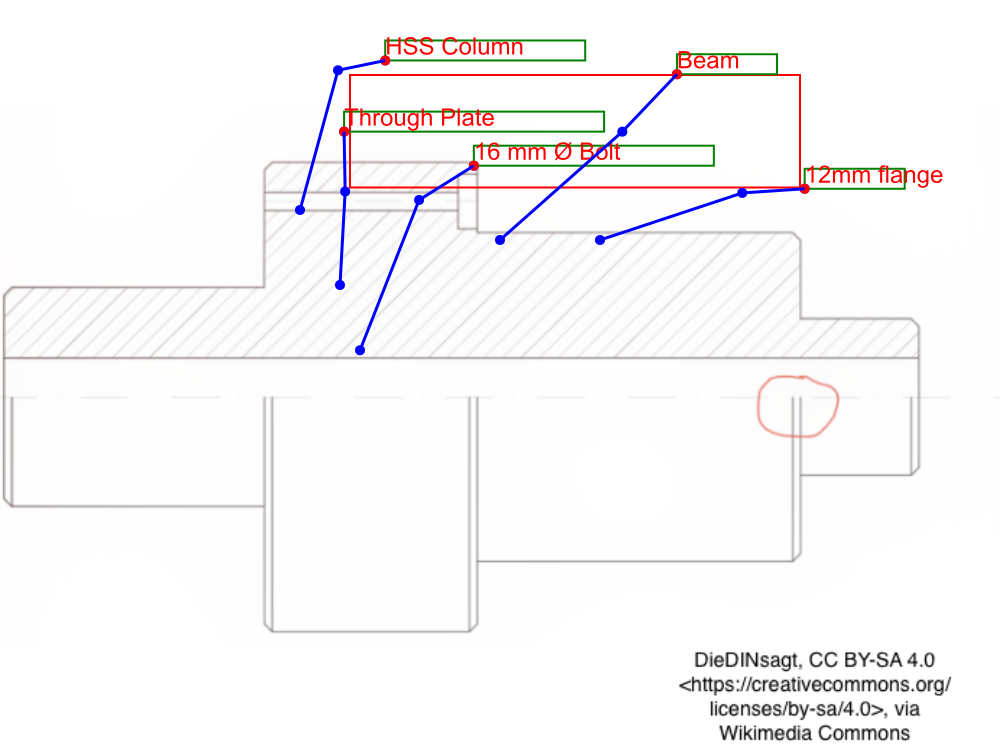 HSS Column
Beam
Through Plate
16 mm Ø Bolt
12mm flange
DieDINsagt, CC BY-SA 4.0
<https://creativecommons.org/
licenses/by-sa/4.0>, via
Wikimedia Commons